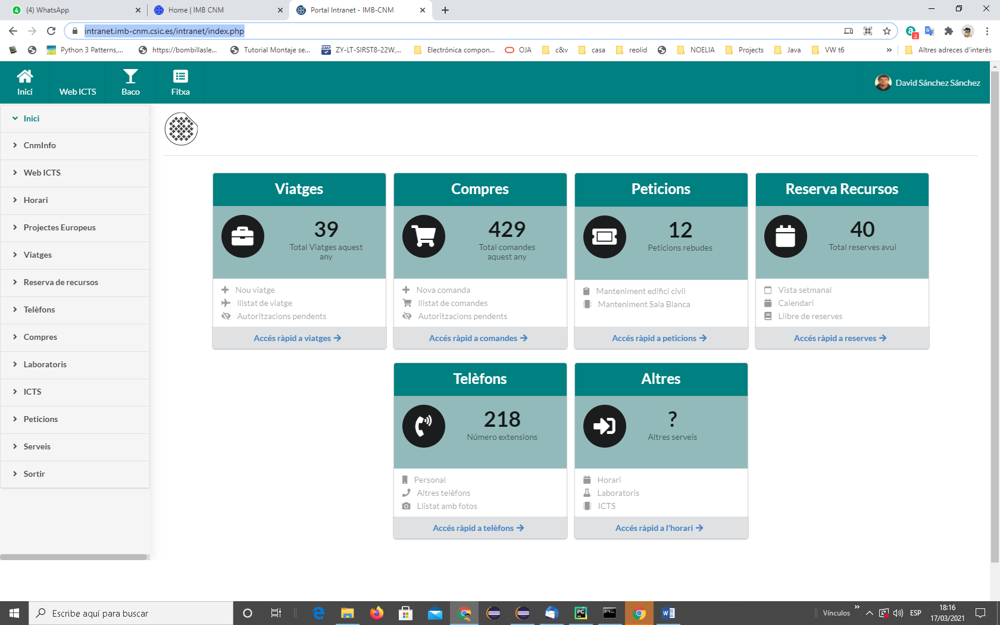 (4) WhatsApp
Home | IMB CNM
Portal Intranet - IMB-CNM
intranet.imb-cnm.csic.es/intranet/index.php
2
Python 3 Patterns,...
https://bombillasle...
Tutorial Montaje se...
ZY-LT-SIRST8-22W,...
Electrónica compon...
OJA
c&v
casa
reolid
NOELIA
Projects
Java
VW t6
»
Altres adreces d'interès
Inici
Web ICTS
Baco
Fitxa
David Sánchez Sánchez
Inici
CnmInfo
Web ICTS
Horari
Projectes Europeus
Viatges
Reserva de recursos
Telèfons
Compres
Laboratoris
ICTS
Peticions
Serveis
Sortir
Viatges
39
Total Viatges aquest
any
Nou viatge
llistat de viatge
Autoritzacions pendents
Accés ràpid a viatges
Compres
429
Total comandes
aquest any
Nova comanda
llistat de comandes
Autoritzacions pendents
Accés ràpid a comandes
Peticions
12
Peticions rebudes
Manteniment edifici civil
Manteniment Sala Blanca
Accés ràpid a peticions
Reserva Recursos
40
Total reserves avui
Vista setmanal
Calendari
Llibre de reserves
Accés ràpid a reserves
Telèfons
218
Número extensions
Personal
Altres telèfons
Llistat amb fotos
Accés ràpid a telèfons
Altres
?
Altres serveis
Horari
Laboratoris
ICTS
Accés ràpid a l'horari
Escribe aquí para buscar
Vínculos
»
ESP
18:16
17/03/2021